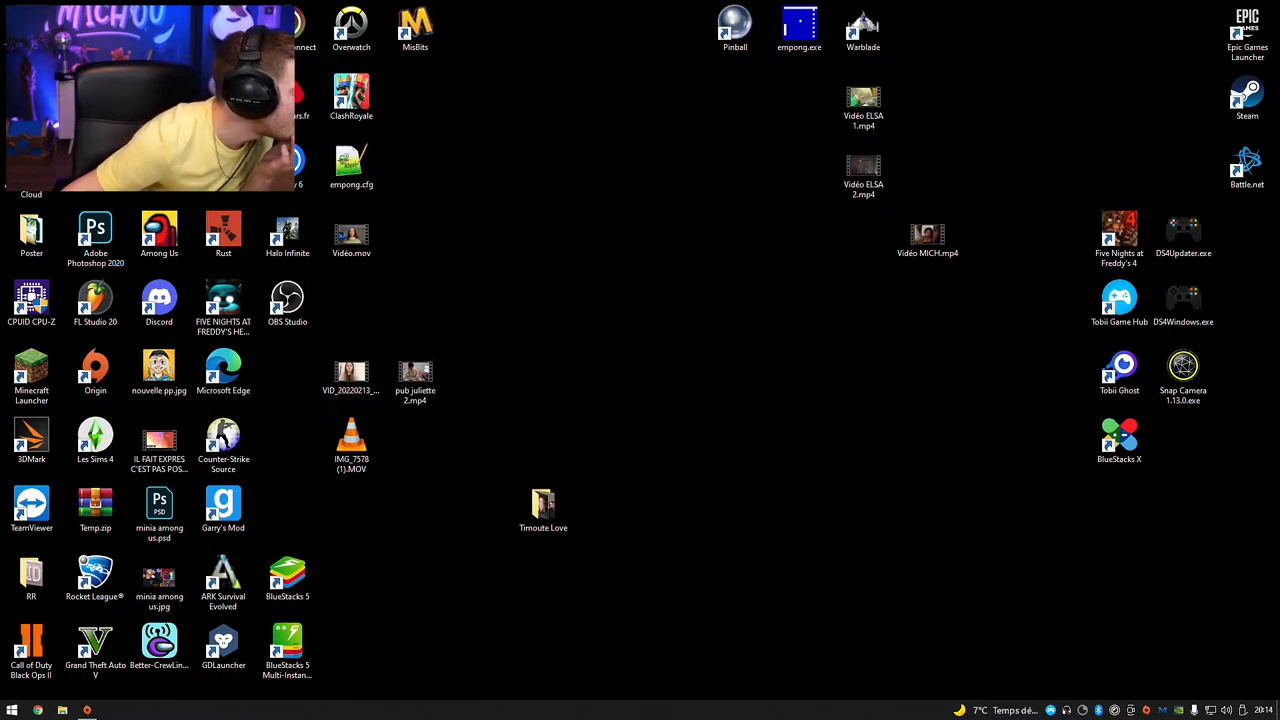 MICHOU
onnect
Overwatch
MisBits
Pinball
empong.exe
Warblade
EPIC
GAMES
Epic Games
Launcher
rs.fr
ClashRoyale
Vidéo ELSA
1.mp4
Steam
Cloud
6
empong.cfg
Vidéo ELSA
2.mp4
Battle.net
Poster
Ps
Adobe
Photoshop 2020
Among Us
Rust
Halo Infinite
Vidéo.mov
Vidéo MICH.mp4
4
Five Nights at
Freddy's 4
DS4Updater.exe
CPUID CPU-Z
FL Studio 20
Discord
FIVE NIGHTS AT
FREDDY'S HE...
OBS Studio
Tobii Game Hub
DS4Windows.exe
Minecraft
Launcher
Origin
nouvelle pp.jpg
Microsoft Edge
VID_20220213_...
pub juliette
2.mp4
Tobii Ghost
Snap Camera
1.13.0.exe
3DMark
Les Sims 4
IL FAIT EXPRES
C'EST PAS POS...
Counter-Strike
Source
IMG_7578
(1).MOV
BlueStacks X
TeamViewer
Temp.zip
Ps
PSD
minia among
us.psd
g
Garry's Mod
Timoute Love
RR
Rocket League®
minia among
us.jpg
ARK Survival
Evolved
BlueStacks 5
Call of Duty
Black Ops II
V
Grand Theft Auto
V
Better-CrewLin...
GDLauncher
BlueStacks 5
Multi-Instan...
7°C Temps dé...
20:14